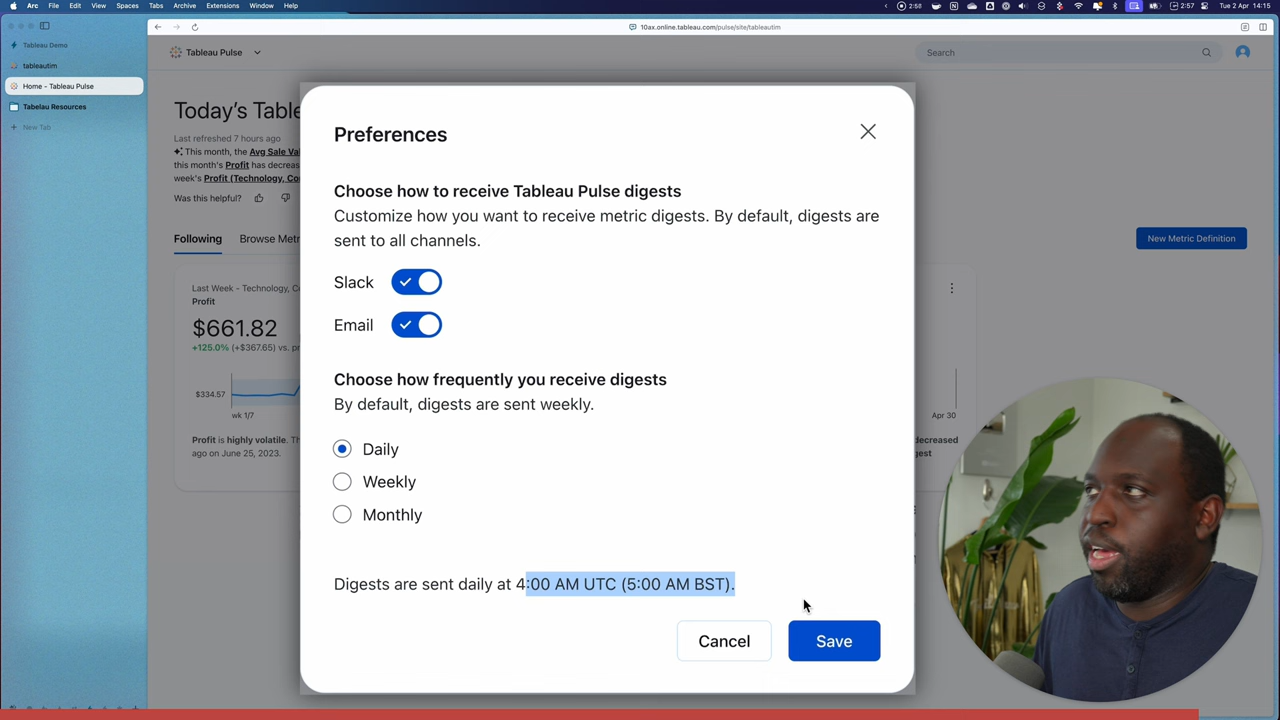 Arc File Edit View Spaces Tabs Archive Extensions Window Help
2:58
2:57 Tue 2 Apr 14:15
10ax.online.tableau.com/pulse/site/tableautim
Tableau Demo
tableautim
Home - Tableau Pulse
Tabelau Resources
+ New Tab
Tableau Pulse
Search
Today's Table
Last refreshed 7 hours ago
This month, the Avg Sale Va
this month's Profit has decreas
week's Profit (Technology, Co
Was this helpful?
Following Browse Metr
New Metric Definition
Last Week - Technology, C
Profit
$661.82
+125.0% (+$367.65) vs. pr
$334.57
wk 1/7
Profit is highly volatile. Th
ago on June 25, 2023.
Apr 30
decreased
gest
Preferences
Choose how to receive Tableau Pulse digests
Customize how you want to receive metric digests. By default, digests are
sent to all channels.
Slack
Email
Choose how frequently you receive digests
By default, digests are sent weekly.
Daily
Weekly
Monthly
Digests are sent daily at 4:00 AM UTC (5:00 AM BST).
Cancel
Save